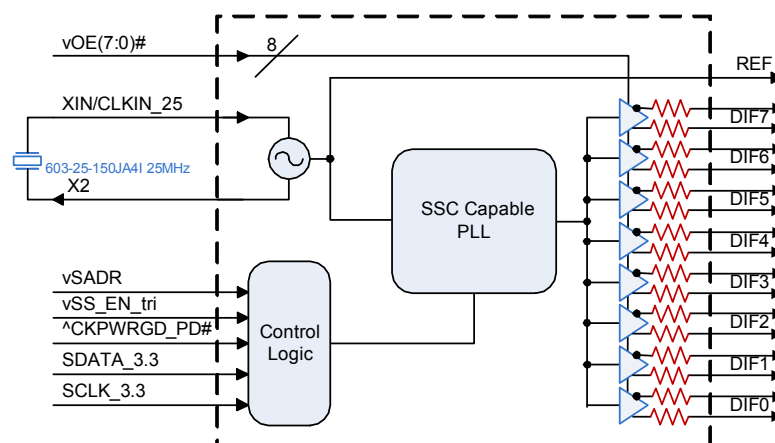 vOE(7:0)#
8
REF
XIN/CLKIN_25
DIF7
603-25-150JA4I 25MHz
DIF6
X2
SSC Capable
PLL
DIF5
DIF4
vSADR
DIF3
vSS_EN_tri
^CKPWRGD_PD#
Control
Logic
DIF2
SDATA_3.3
DIF1
SCLK_3.3
DIF0